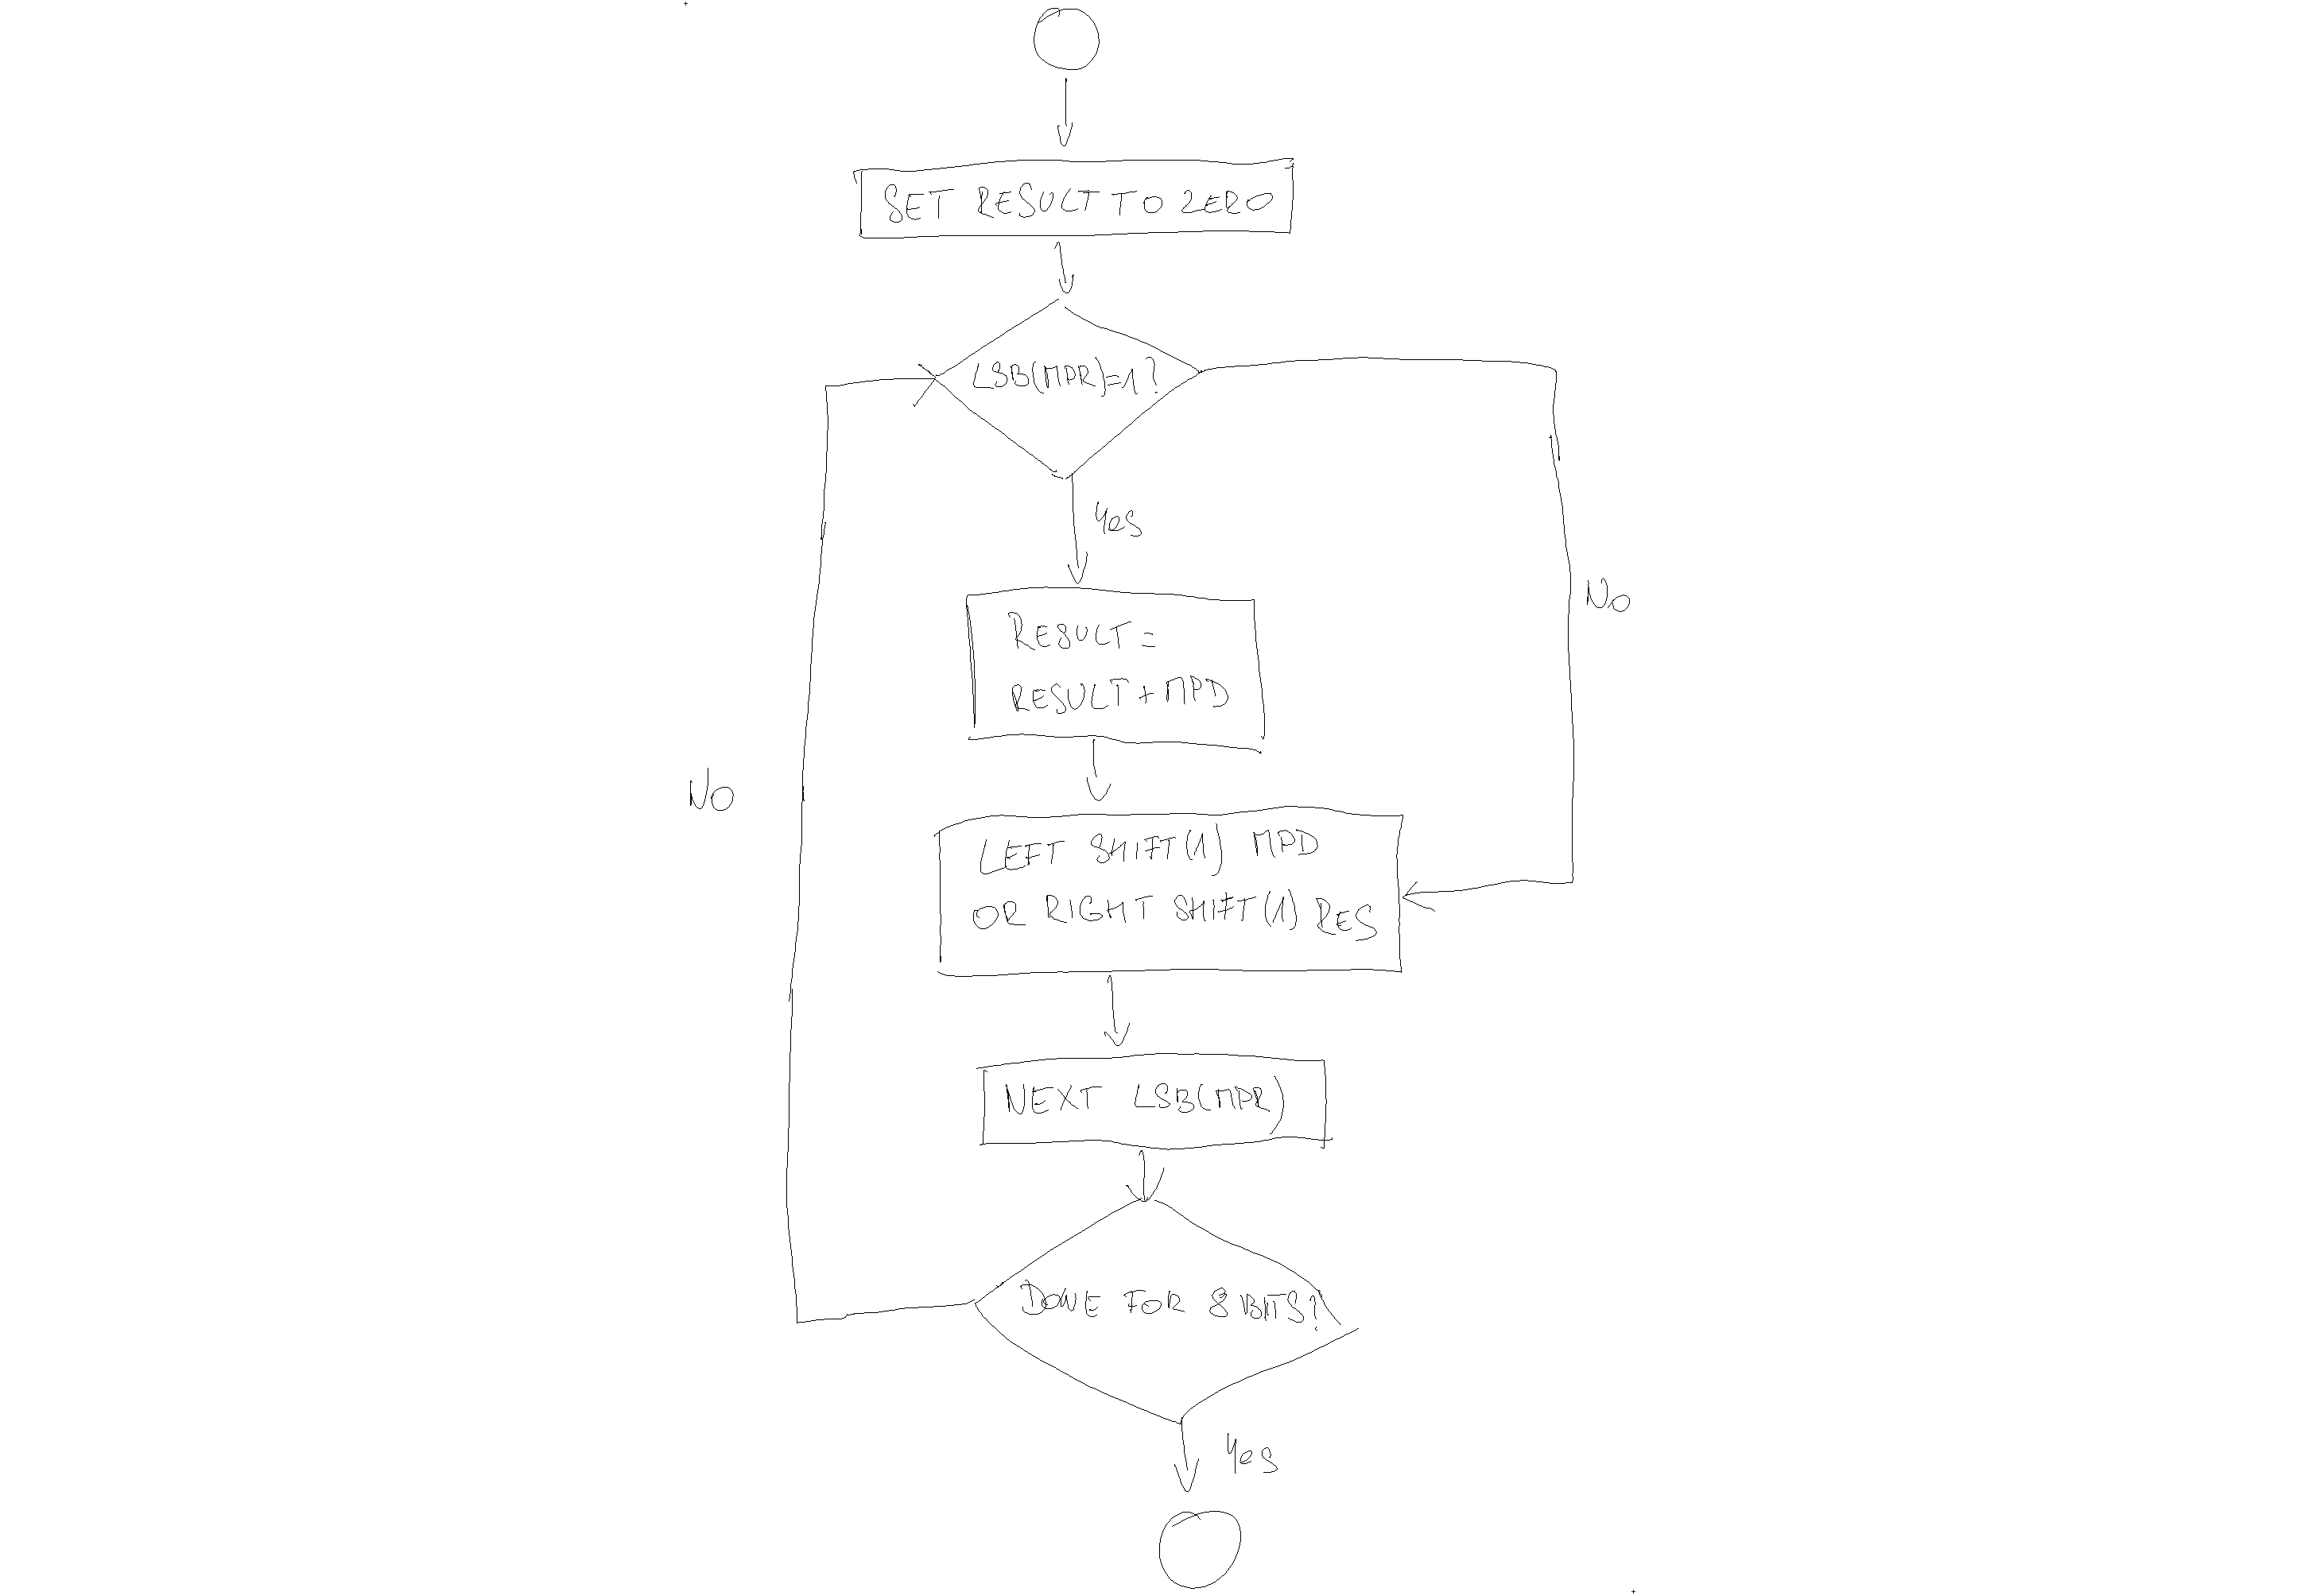 SET RESULT TO ZERO
LSB(MPR)=1?
Yes
No
RESULT=
RESULT+MPD
No
LEFT SHIFT(1) MPD
OR RIGHT SHIFT(1) RES
NEXT LSB(MPR)
DONE FOR 8 BITS?
Yes